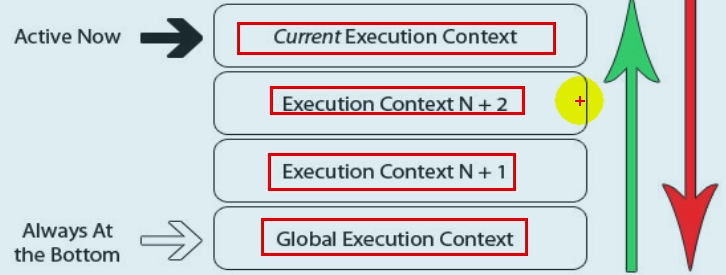 Active Now
Current Execution Context
Execution Context N + 2
Execution Context N + 1
Always At
the Bottom
Global Execution Context